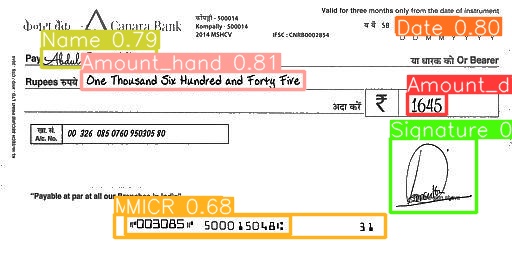 Valid for three months only from the date of instrument
केनरा बैंक Canara Bank
कोंपल्ली - 500014
Kompally - 500014
2014 MSHCV
IFSC : CNRB0002854
Date 0.80
D D M M Y Y Y Y
Name 0.79
Pay Abdul
या धारक को Or Bearer
Amount_hand 0.81
Rupees रुपये One Thousand Six Hundred and Forty Five
Amount_d
अदा करें ₹ 1645
Signature 0
खा. सं.
A/c. No. 00 326 085 0760 950305 80
"Payable at par at all our Branches in India"
MICR 0.68
⑈003085⑈ 500015048⑆ 31